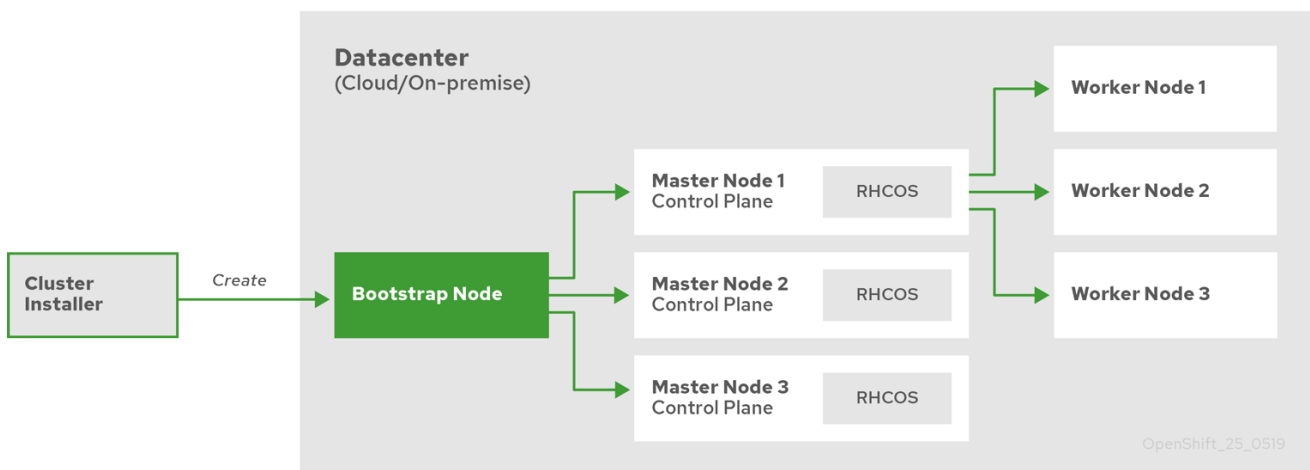 Datacenter
(Cloud/On-premise)
Cluster
Installer
Create
Bootstrap Node
Master Node 1
Control Plane
RHCOS
Master Node 2
Control Plane
RHCOS
Master Node 3
Control Plane
RHCOS
Worker Node 1
Worker Node 2
Worker Node 3
OpenShift_25_0519